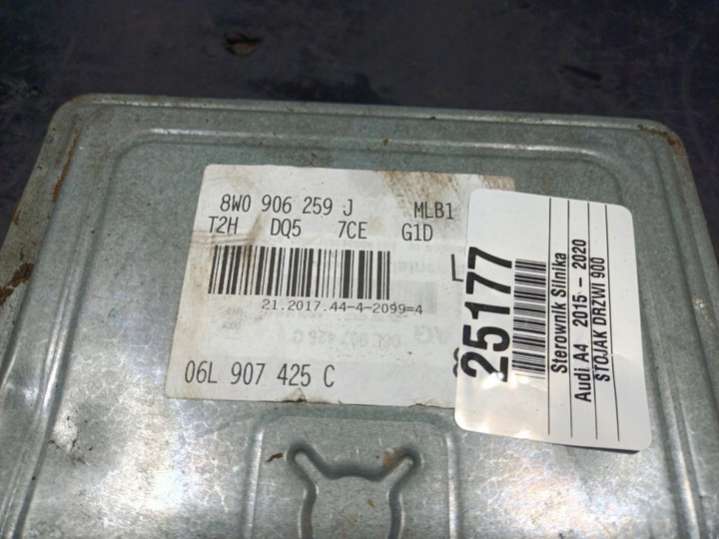 8W0 906 259 J MLB1
T2H DQ5 7CE G1D
21.2017.44-4-2099=4
06L 907 425 C
25177
Sterownik Silnika
Audi A4 2015 - 2020
STOJAK DRZWI 900